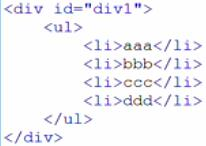 <div id="div1">
    <ul>
        <li>aaa</li>
        <li>bbb</li>
        <li>ccc</li>
        <li>ddd</li>
    </ul>
</div>